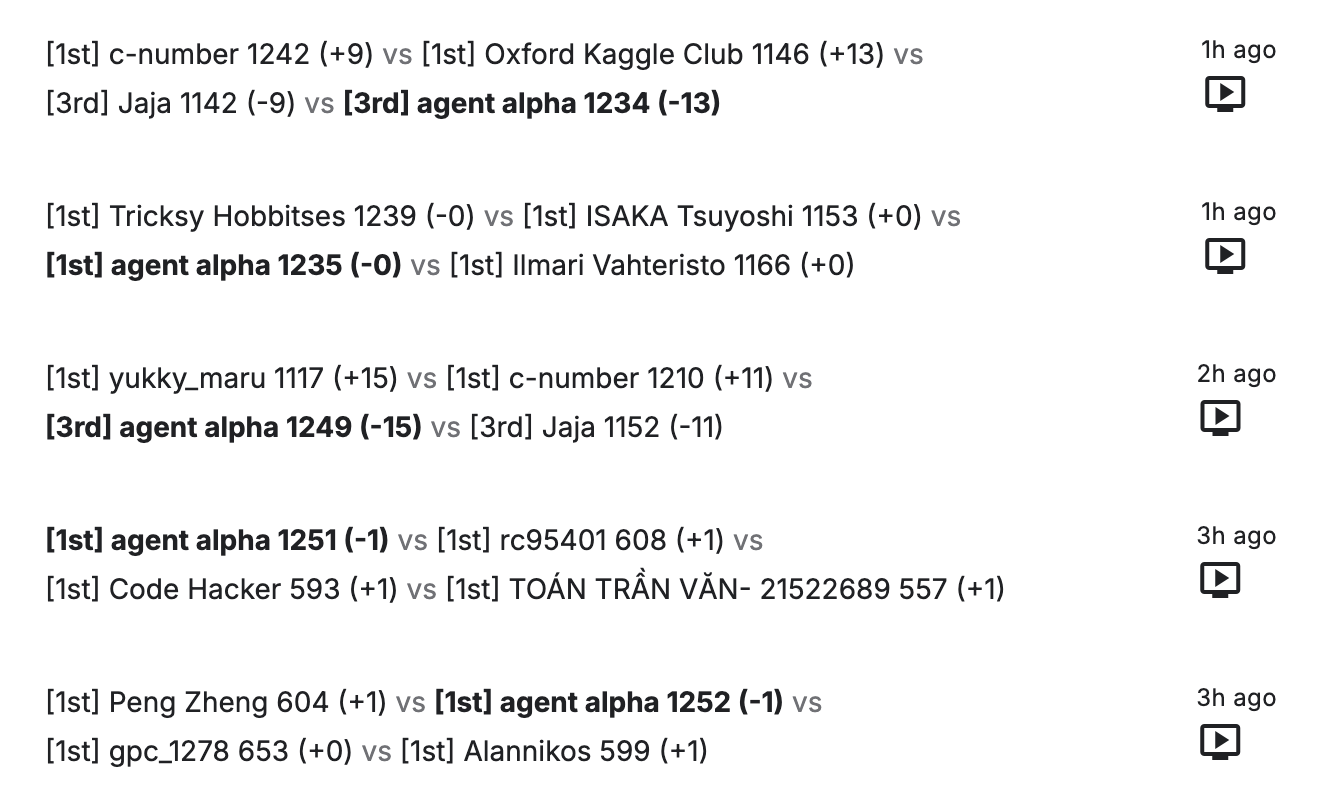 [1st] c-number 1242 (+9) vs [1st] Oxford Kaggle Club 1146 (+13) vs
1h ago
[3rd] Jaja 1142 (-9) vs [3rd] agent alpha 1234 (-13)
[1st] Tricksy Hobbitses 1239 (-0) vs [1st] ISAKA Tsuyoshi 1153 (+0) vs
1h ago
[1st] agent alpha 1235 (-0) vs [1st] Ilmari Vahteristo 1166 (+0)
[1st] yukky_maru 1117 (+15) vs [1st] c-number 1210 (+11) vs
2h ago
[3rd] agent alpha 1249 (-15) vs [3rd] Jaja 1152 (-11)
[1st] agent alpha 1251 (-1) vs [1st] rc95401 608 (+1) vs
3h ago
[1st] Code Hacker 593 (+1) vs [1st] TOÁN TRẦN VĂN- 21522689 557 (+1)
[1st] Peng Zheng 604 (+1) vs [1st] agent alpha 1252 (-1) vs
3h ago
[1st] gpc_1278 653 (+0) vs [1st] Alannikos 599 (+1)